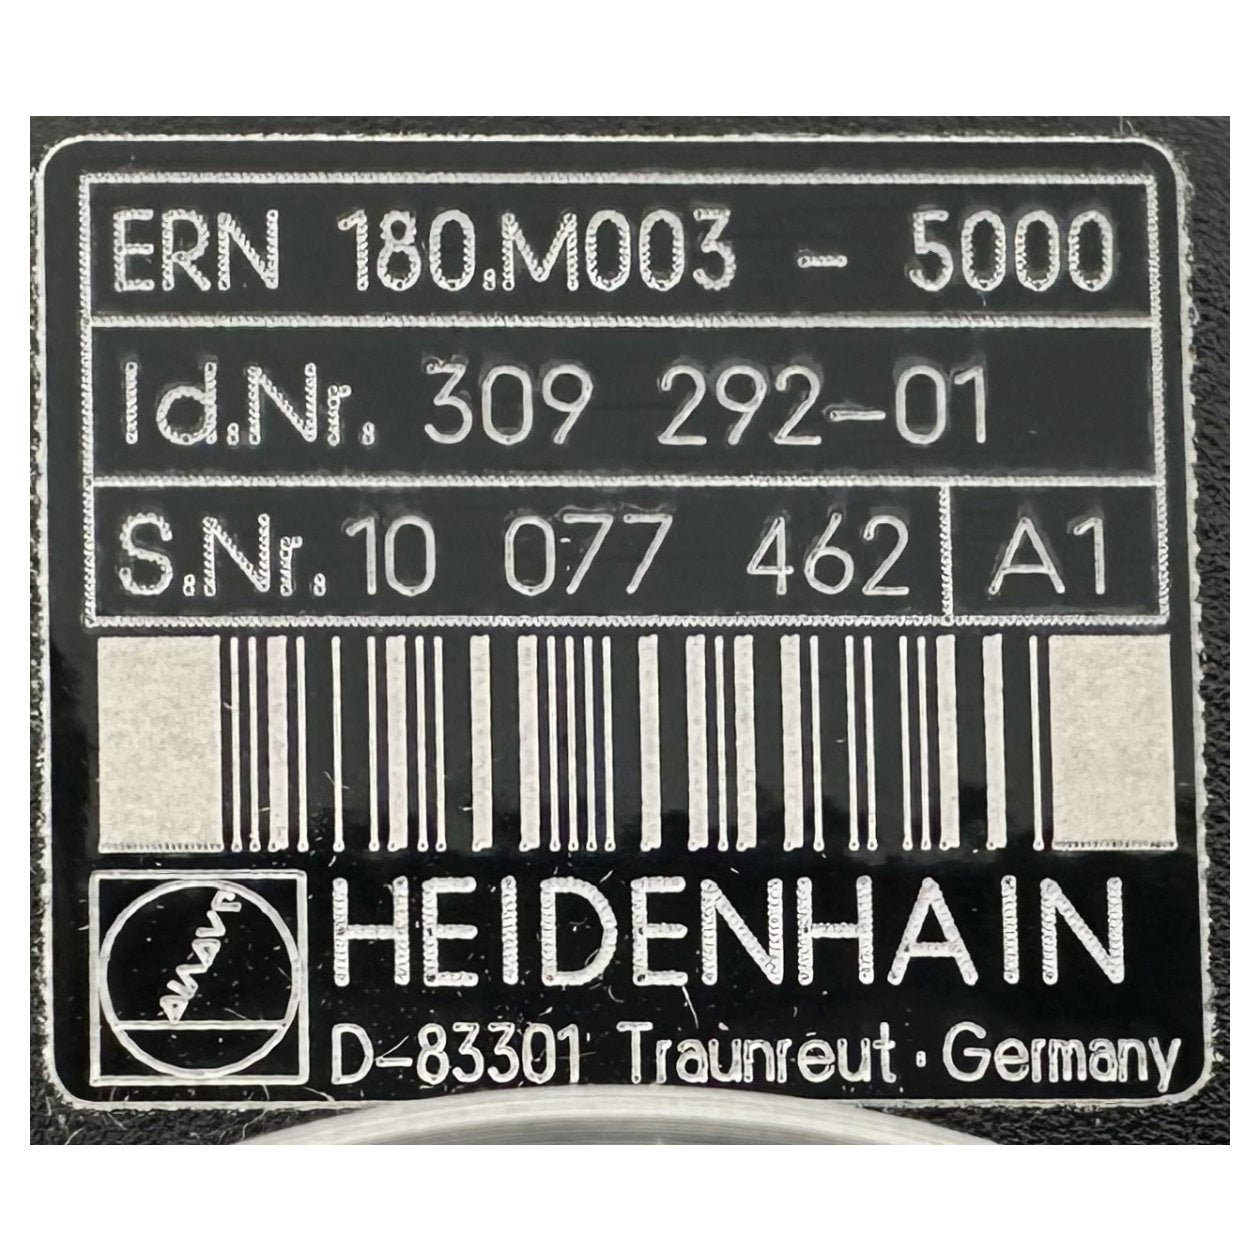 ERN 180.M003 - 5000
Id.Nr. 309 292-01
S.Nr. 10 077 462 A1
HEIDENHAIN
D-83301 Traunreut · Germany